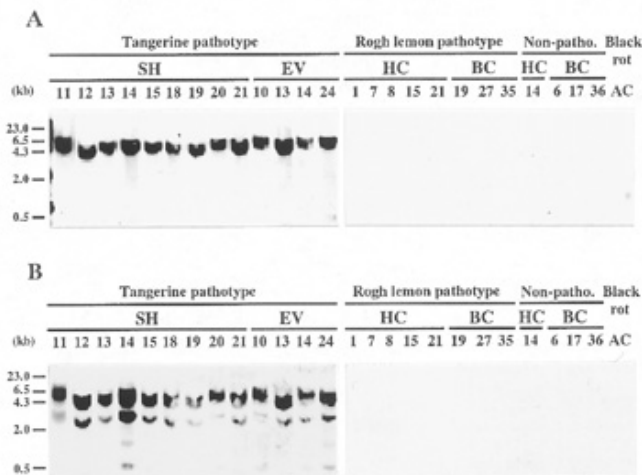 A
Tangerine pathotype Rogh lemon pathotype Non-patho. Black rot
SH EV HC BC HC BC
(kb) 11 12 13 14 15 18 19 20 21 10 13 14 24 1 7 8 15 21 19 27 35 14 6 17 36 AC
23.0
6.5
4.3
2.0
0.5
B
Tangerine pathotype Rogh lemon pathotype Non-patho. Black rot
SH EV HC BC HC BC
(kb) 11 12 13 14 15 18 19 20 21 10 13 14 24 1 7 8 15 21 19 27 35 14 6 17 36 AC
23.0
6.5
4.3
2.0
0.5